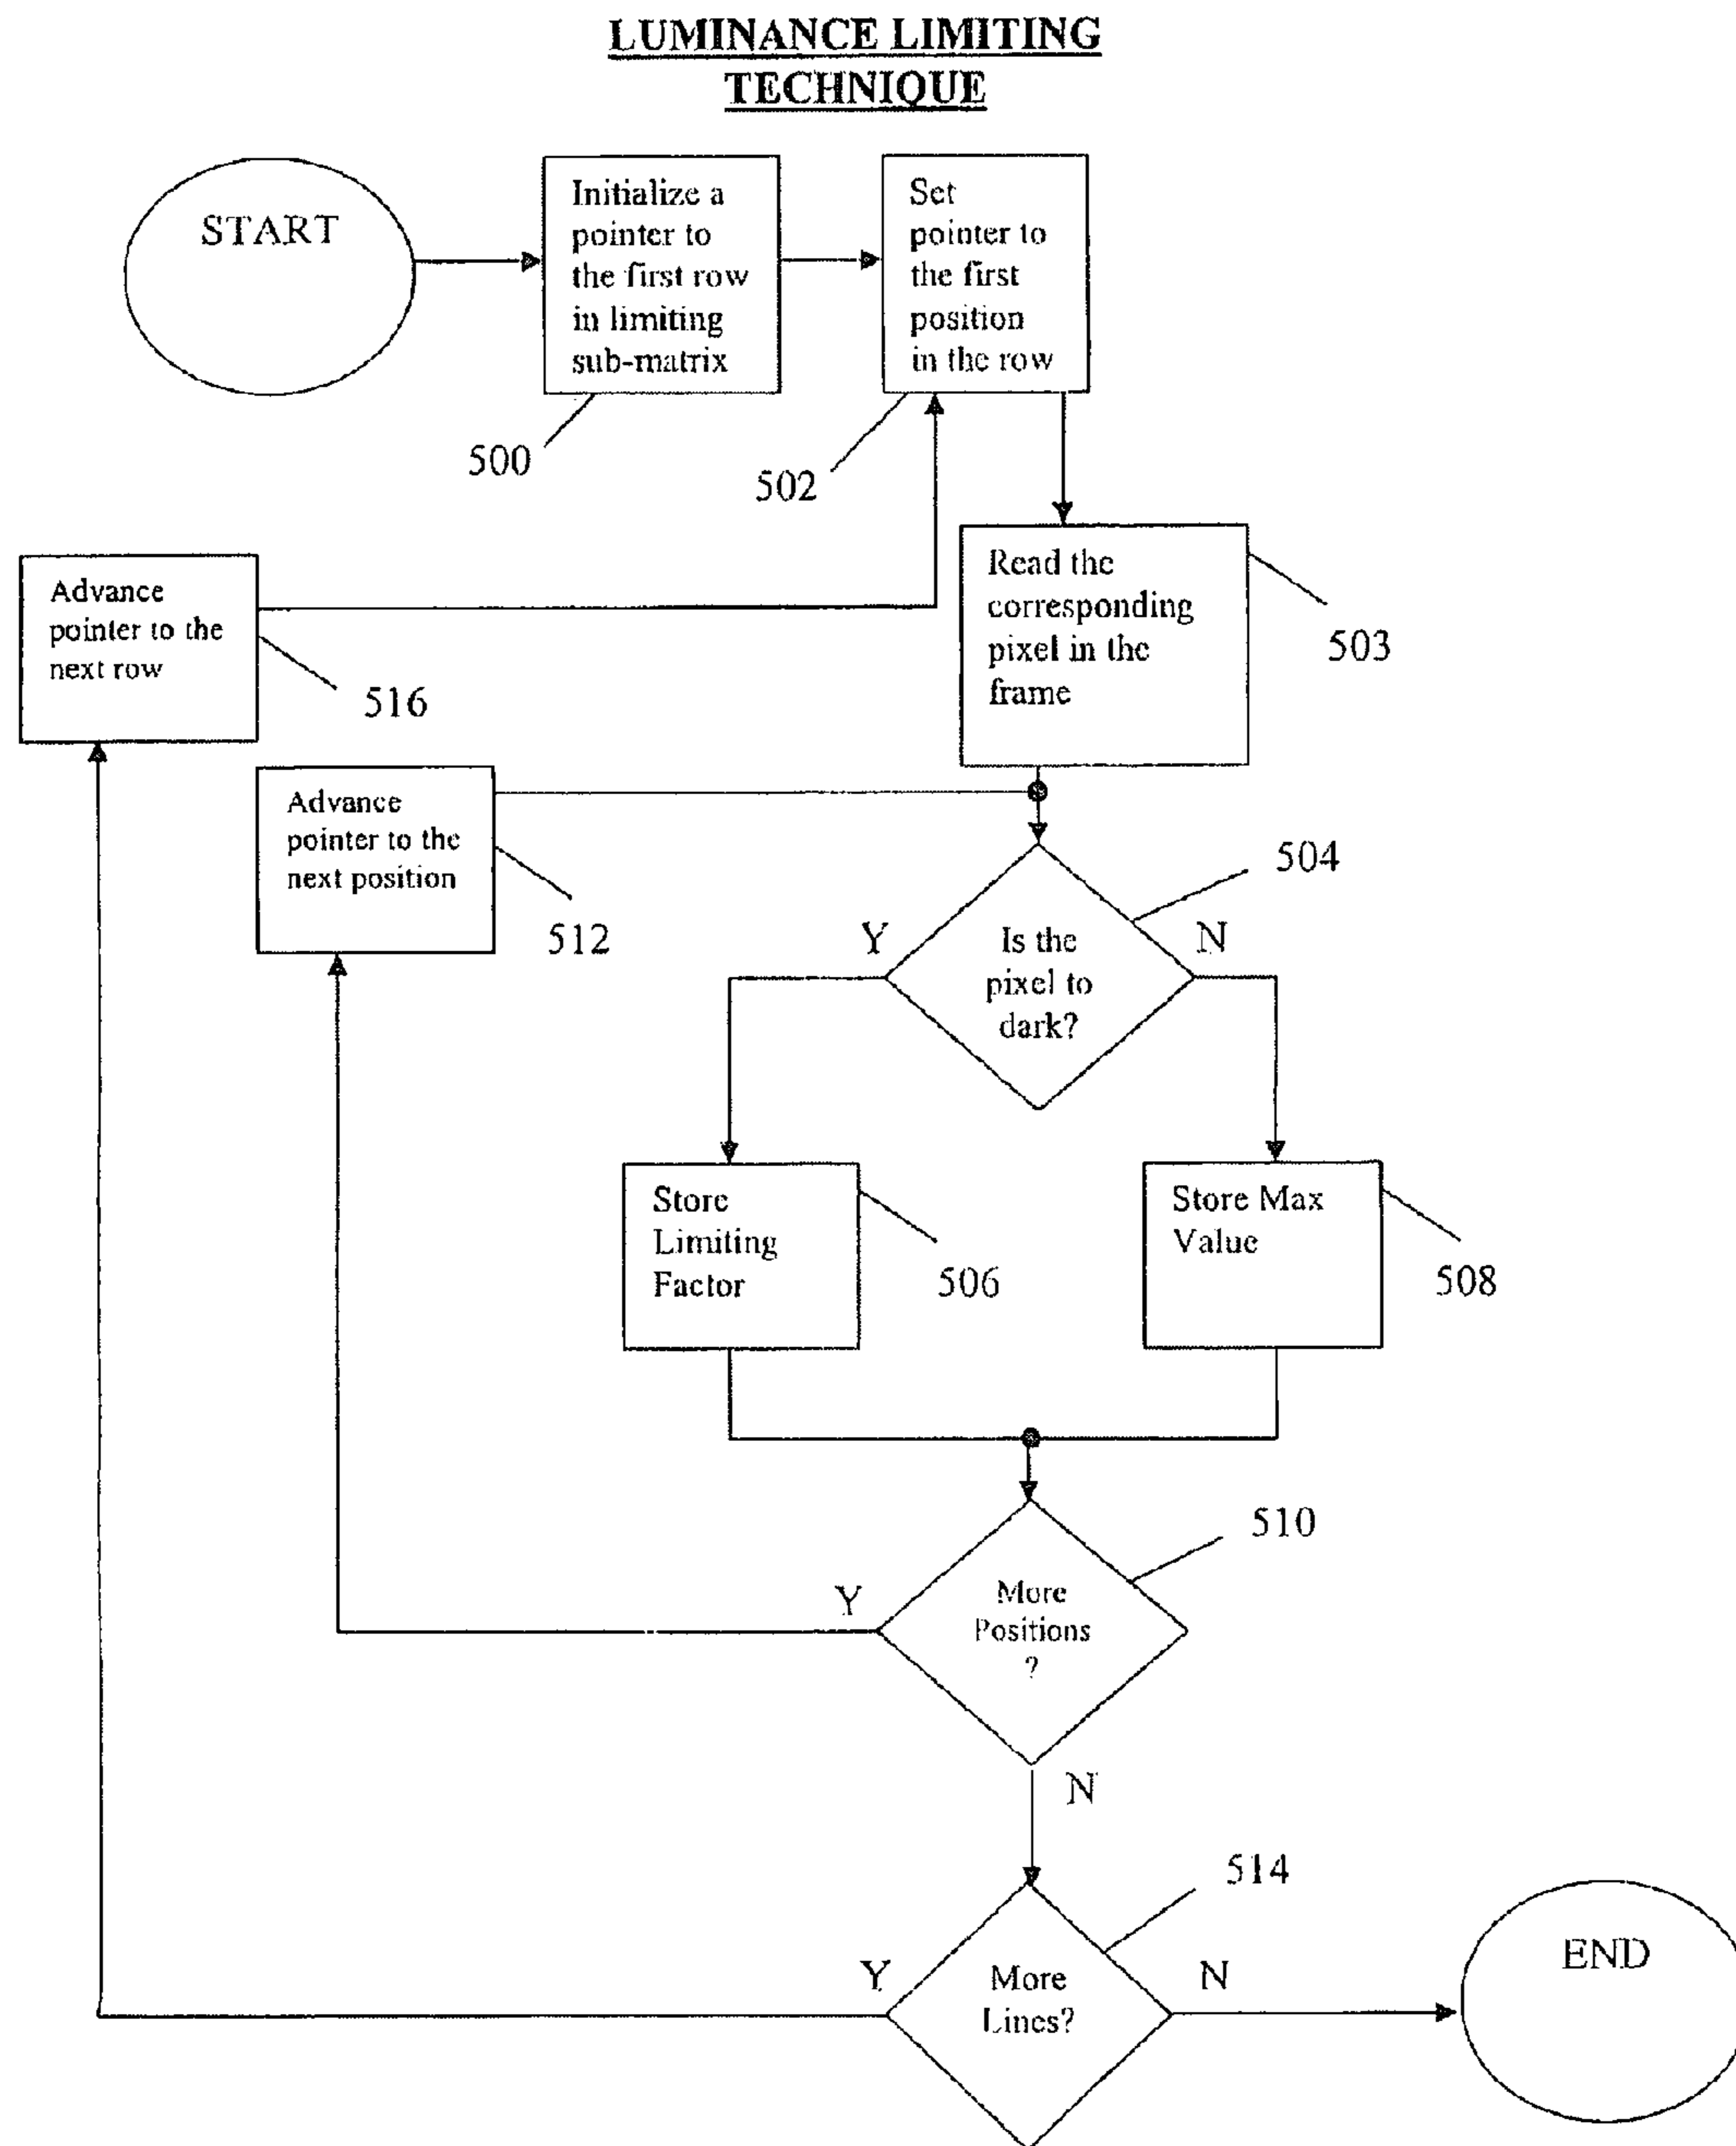 LUMINANCE LIMITING
TECHNIQUE
START
Initialize a
pointer to
the first row
in limiting
sub-matrix
Set
pointer to
the first
position
in the row
500
502
Read the
corresponding
pixel in the
frame
503
Advance
pointer to the
next row
516
Advance
pointer to the
next position
512
504
Y
N
Is the
pixel to
dark?
Store
Limiting
Factor
506
Store Max
Value
508
510
Y
More
Positions
?
N
514
Y
More
Lines?
N
END